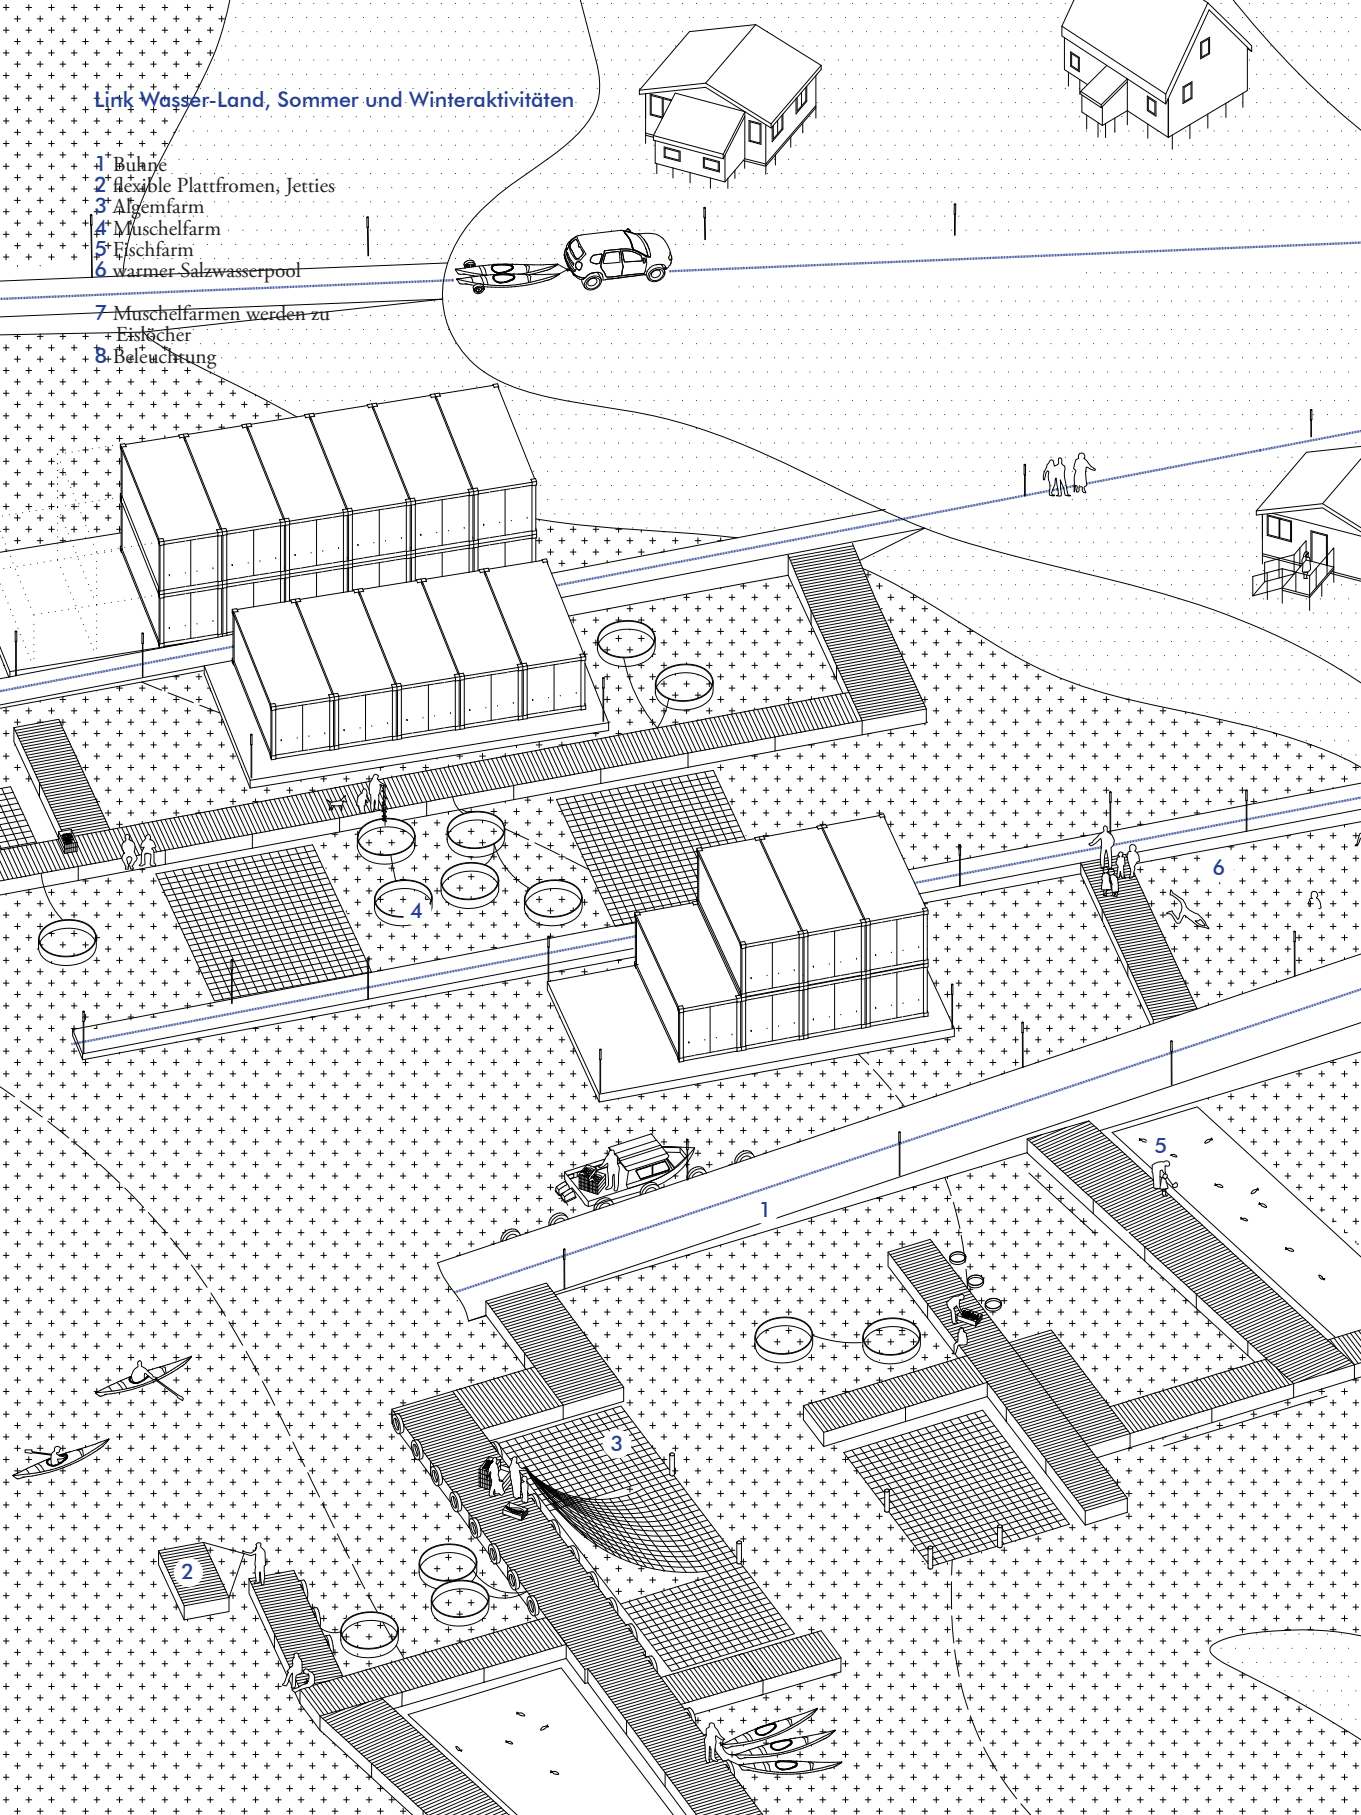 Link Wasser-Land, Sommer und Winteraktivitäten
1 Buhne
2 flexible Plattfromen, Jetties
3 Algemfarm
4 Muschelfarm
5 Fischfarm
6 warmer Salzwasserpool
7 Muschelfarmen werden zu
Eislöcher
8 Beleuchtung
6
4
5
1
3
2